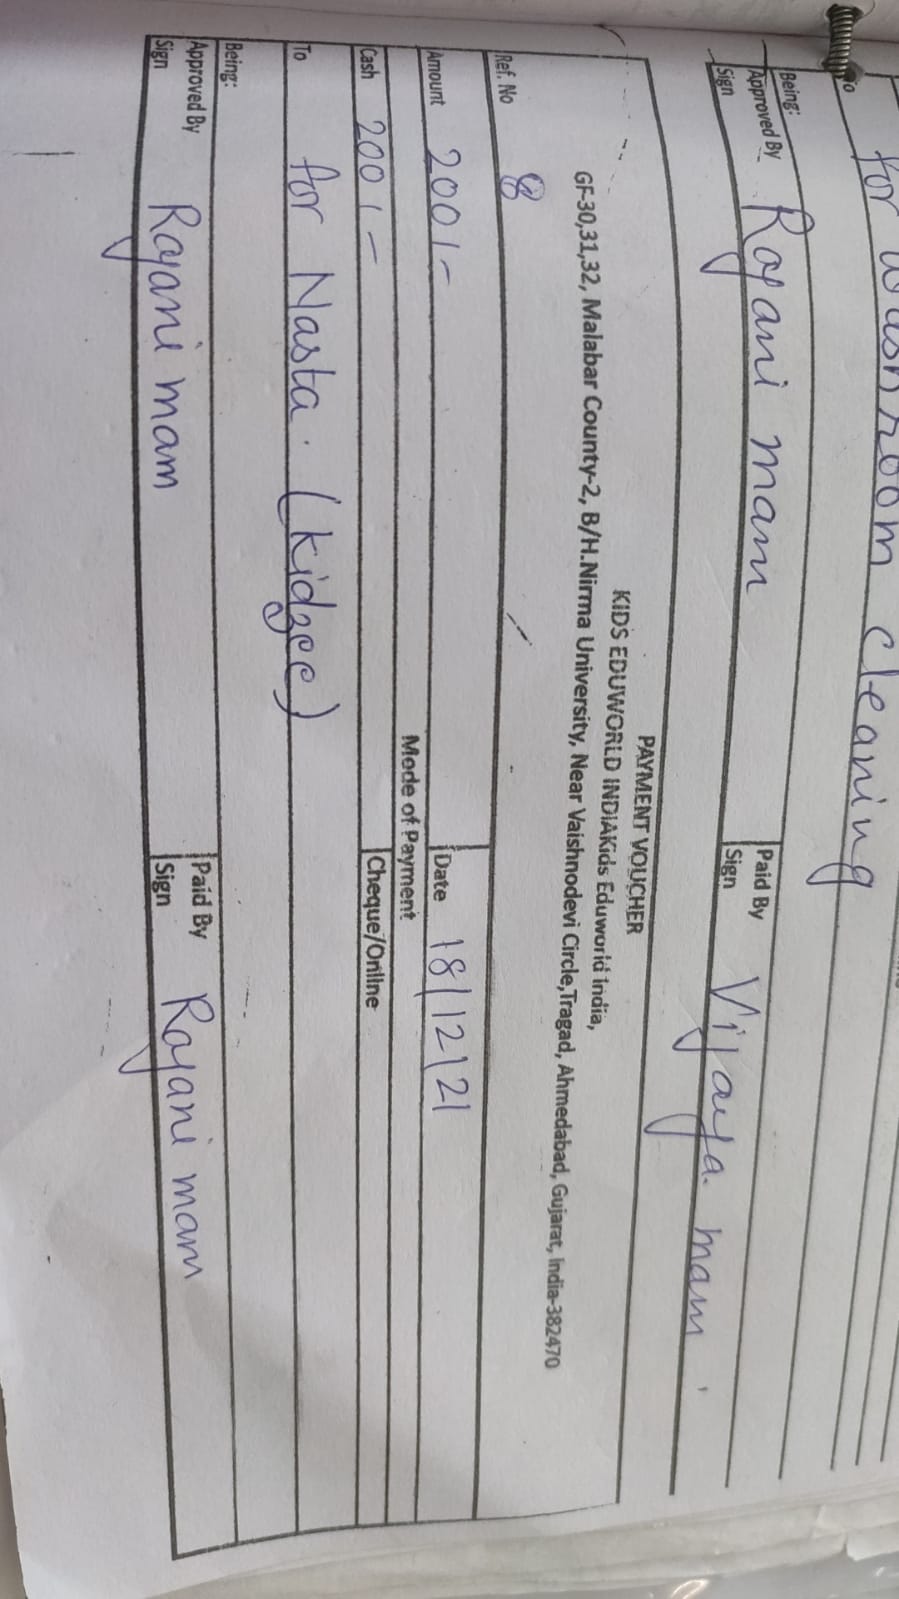 To for washroom cleaning
Being:
Approved By Rajani mam Paid By Vijaya. mam.
Sign Sign
PAYMENT VOUCHER
KIDS EDUWORLD INDIAKids Eduworld India,
GF-30,31,32, Malabar County-2, B/H.Nirma University, Near Vaishnodevi Circle,Tragad, Ahmedabad, Gujarat, India-382470
Ref. No 8
Amount 200/- Date 18/12/21
Mode of Payment
Cash 200/- Cheque/Online
To for Nasta. (kidzee)
Being:
Approved By Rajani mam Paid By Rajani mam
Sign Sign